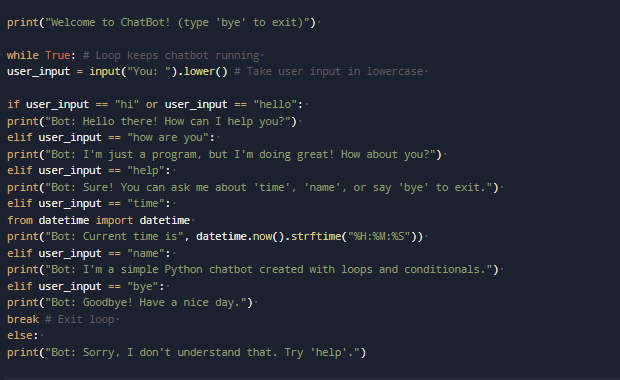 print("Welcome to ChatBot! (type 'bye' to exit)")
while True: # Loop keeps chatbot running
user_input = input("You: ").lower() # Take user input in lowercase
if user_input == "hi" or user_input == "hello":
print("Bot: Hello there! How can I help you?")
elif user_input == "how are you":
print("Bot: I'm just a program, but I'm doing great! How about you?")
elif user_input == "help":
print("Bot: Sure! You can ask me about 'time', 'name', or say 'bye' to exit.")
elif user_input == "time":
from datetime import datetime
print("Bot: Current time is", datetime.now().strftime("%H:%M:%S"))
elif user_input == "name":
print("Bot: I'm a simple Python chatbot created with loops and conditionals.")
elif user_input == "bye":
print("Bot: Goodbye! Have a nice day.")
break # Exit loop
else:
print("Bot: Sorry, I don't understand that. Try 'help'.")